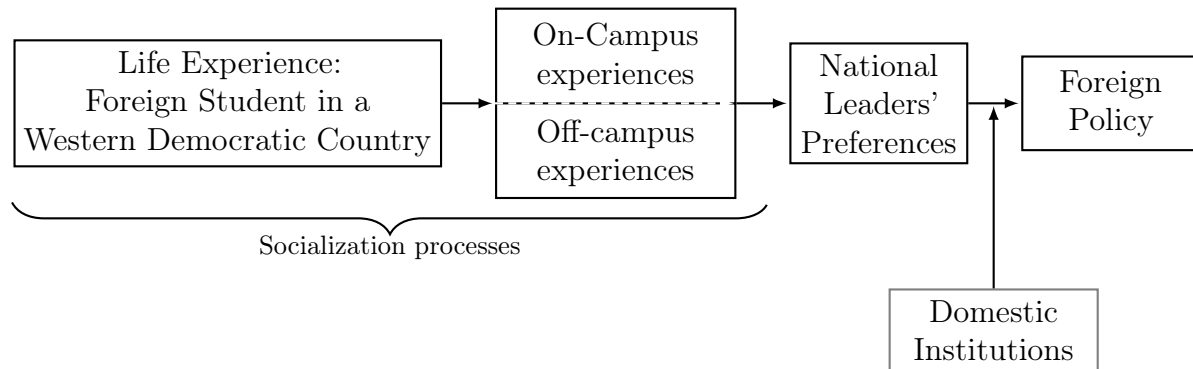 Life Experience:
Foreign Student in a
Western Democratic Country
On-Campus
experiences
Off-campus
experiences
National
Leaders'
Preferences
Foreign
Policy
Socialization processes
Domestic
Institutions